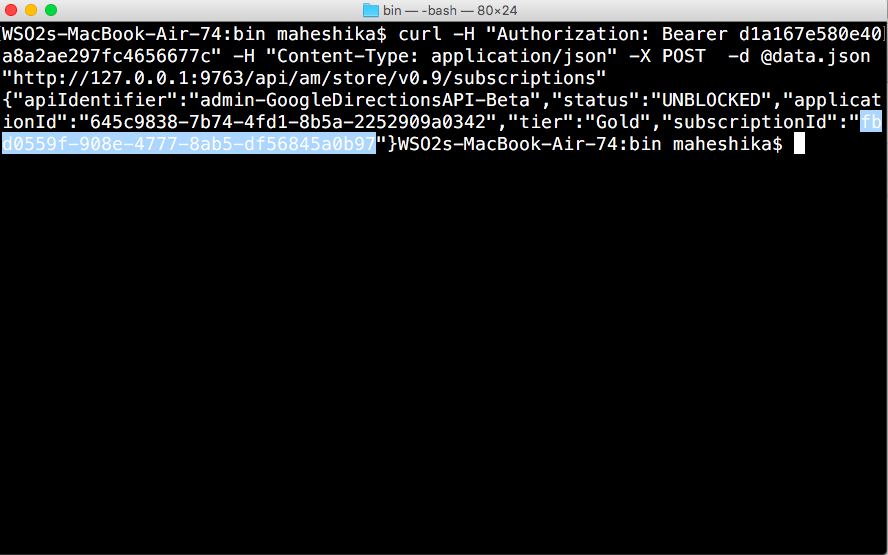 bin — -bash — 80×24
WSO2s-MacBook-Air-74:bin maheshika$ curl -H "Authorization: Bearer d1a167e580e40
a8a2ae297fc4656677c" -H "Content-Type: application/json" -X POST  -d @data.json
"http://127.0.0.1:9763/api/am/store/v0.9/subscriptions"
{"apiIdentifier":"admin-GoogleDirectionsAPI-Beta","status":"UNBLOCKED","applicat
ionId":"645c9838-7b74-4fd1-8b5a-2252909a0342","tier":"Gold","subscriptionId":"fb
d0559f-908e-4777-8ab5-df56845a0b97"}WSO2s-MacBook-Air-74:bin maheshika$